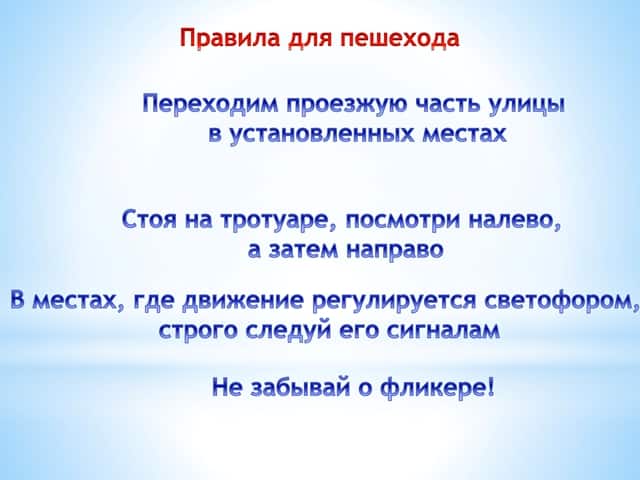 Правила для пешехода
Переходим проезжую часть улицы
в установленных местах
Стоя на тротуаре, посмотри налево,
а затем направо
В местах, где движение регулируется светофором,
строго следуй его сигналам
Не забывай о фликере!